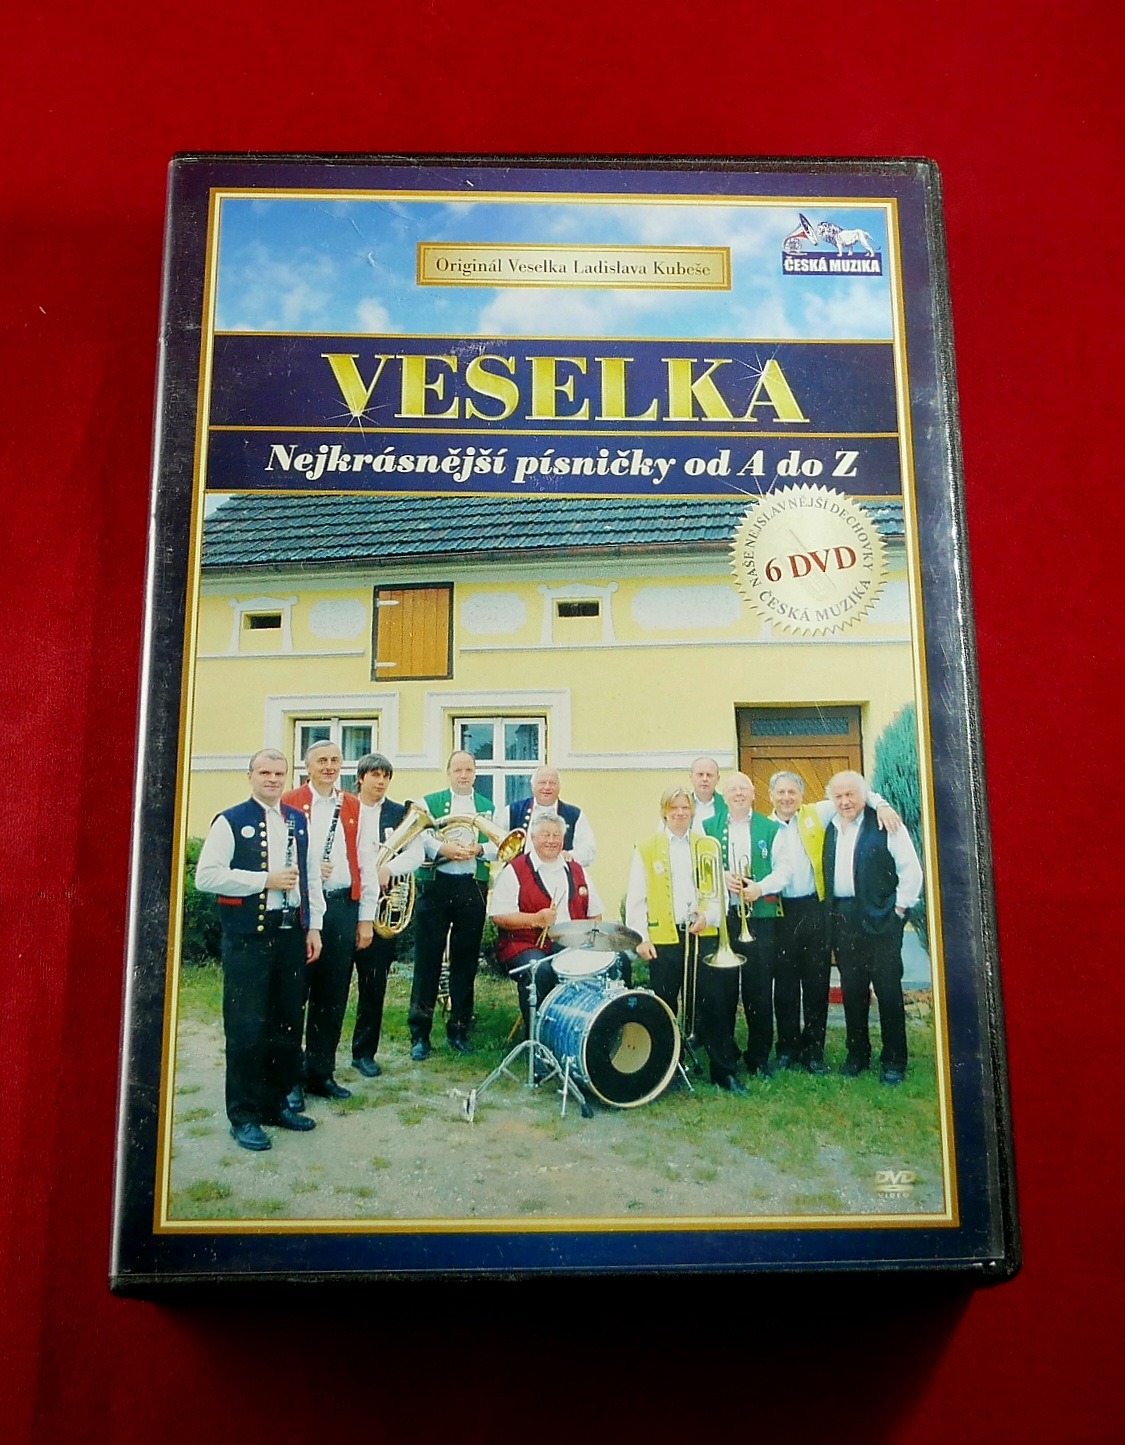 Originál Veselka Ladislava Kubeše
ČESKÁ MUZIKA
VESELKA
Nejkrásnější písničky od A do Z
NAŠE NEJSLAVNĚJŠÍ DECHOVKY
6 DVD
ČESKÁ MUZIKA
DVD
VIDEO